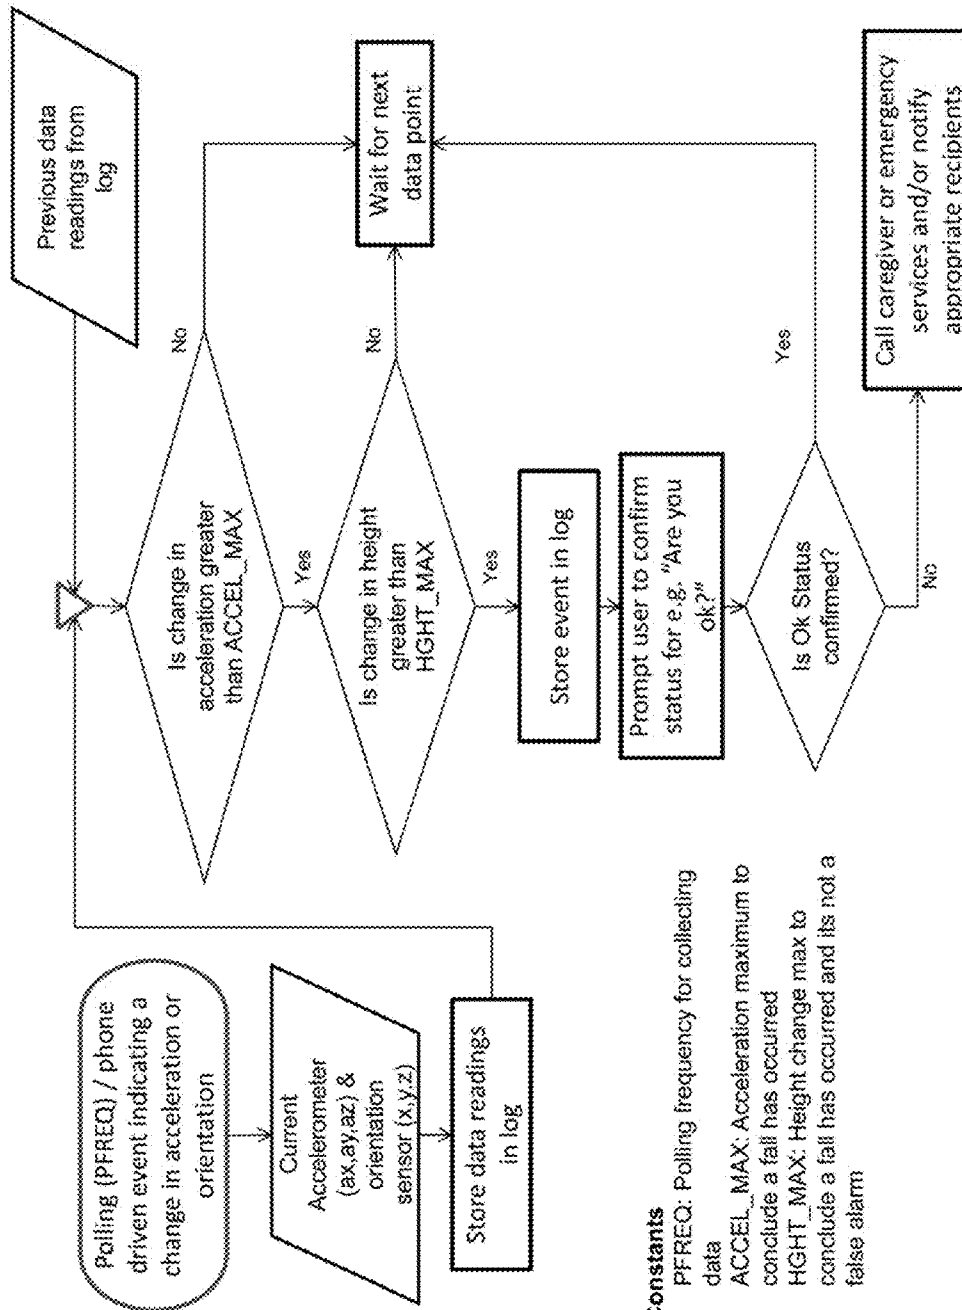 Polling (PFREQ) / phone
driven event indicating a
change in acceleration or
orientation
Current
Accelerometer
(ax,ay,az) &
orientation
sensor (x,y,z)
Store data readings
in log
Previous data
readings from
log
Is change in
acceleration greater
than ACCEL_MAX
No
Yes
Is change in height
greater than
HGHT_MAX
No
Yes
Wait for next
data point
Store event in log
Prompt user to confirm
status for e.g. "Are you
ok?"
Is Ok Status
confirmed?
Yes
No
Call caregiver or emergency
services and/or notify
appropriate recipients
Constants
PFREQ: Polling frequency for collecting
data
ACCEL_MAX: Acceleration maximum to
conclude a fall has occurred
HGHT_MAX: Height change max to
conclude a fall has occurred and its not a
false alarm